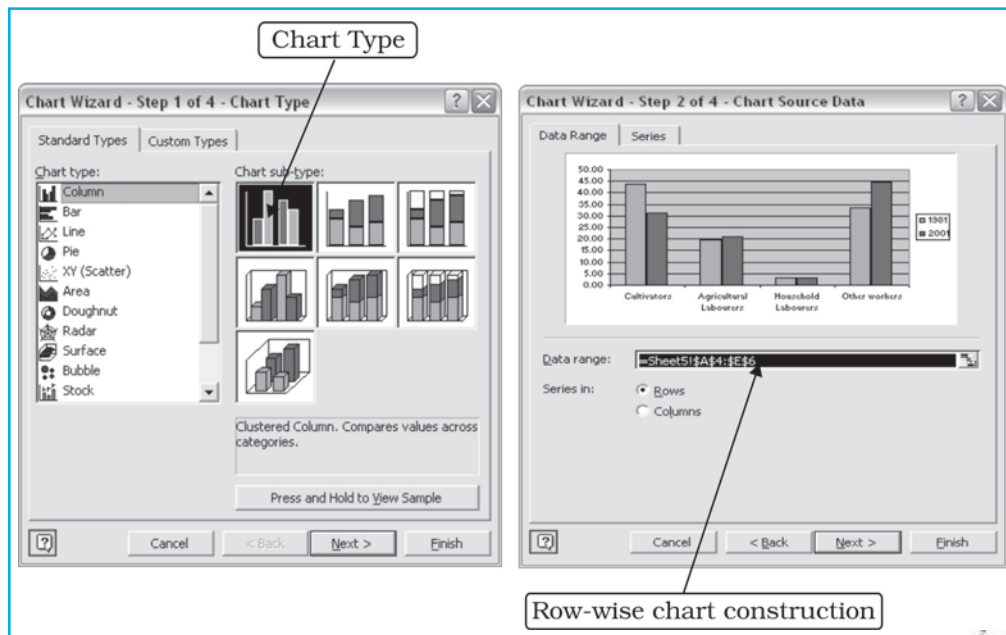 Chart Type
Chart Wizard - Step 1 of 4 - Chart Type
Standard Types
Custom Types
Chart type:
Column
Bar
Line
Pie
XY (Scatter)
Area
Doughnut
Radar
Surface
Bubble
Stock
Chart sub-type:
Clustered Column. Compares values across
categories.
Press and Hold to View Sample
Cancel
< Back
Next >
Finish
Chart Wizard - Step 2 of 4 - Chart Source Data
Data Range
Series
50.00
45.00
40.00
35.00
30.00
25.00
20.00
15.00
10.00
5.00
0.00
Cultivators
Agricultural
Labourers
Household
Labourers
Other workers
1981
2001
Data range:
=Sheet5!$A$4:$E$6
Series in:
Rows
Columns
Cancel
< Back
Next >
Finish
Row-wise chart construction